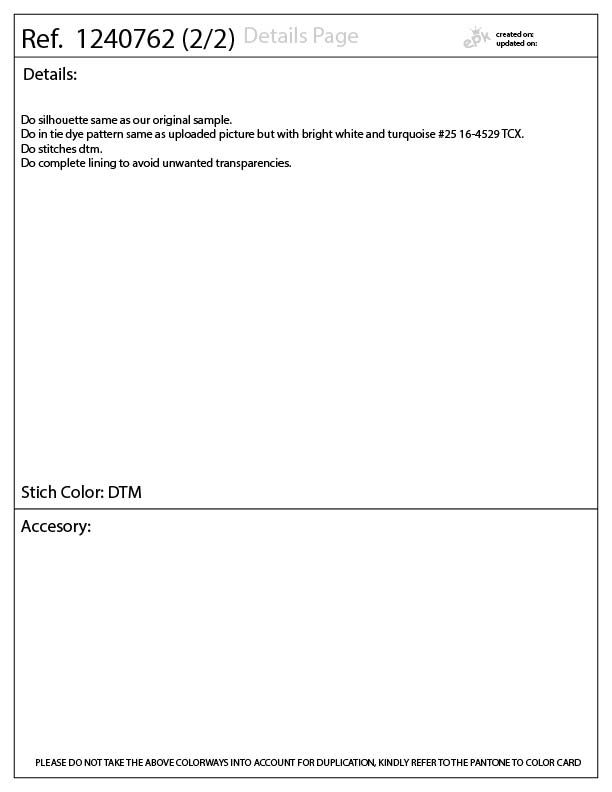 Ref. 1240762 (2/2) Details Page
epk created on:
updated on:
Details:
Do silhouette same as our original sample.
Do in tie dye pattern same as uploaded picture but with bright white and turquoise #25 16-4529 TCX.
Do stitches dtm.
Do complete lining to avoid unwanted transparencies.
Stich Color: DTM
Accesory:
PLEASE DO NOT TAKE THE ABOVE COLORWAYS INTO ACCOUNT FOR DUPLICATION, KINDLY REFER TO THE PANTONE TO COLOR CARD